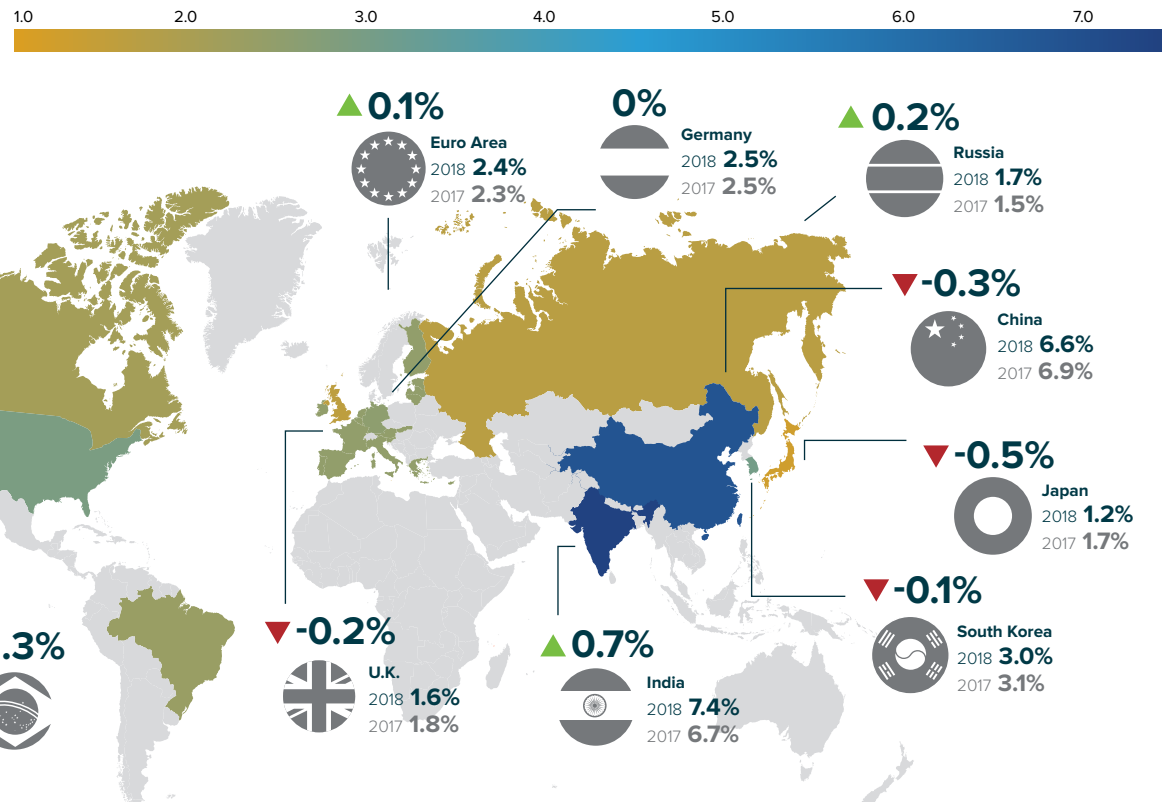 1.0 2.0 3.0 4.0 5.0 6.0 7.0
0.1%
Euro Area
2018 2.4%
2017 2.3%
0%
Germany
2018 2.5%
2017 2.5%
0.2%
Russia
2018 1.7%
2017 1.5%
-0.3%
China
2018 6.6%
2017 6.9%
-0.5%
Japan
2018 1.2%
2017 1.7%
-0.1%
South Korea
2018 3.0%
2017 3.1%
.3%
-0.2%
U.K.
2018 1.6%
2017 1.8%
0.7%
India
2018 7.4%
2017 6.7%